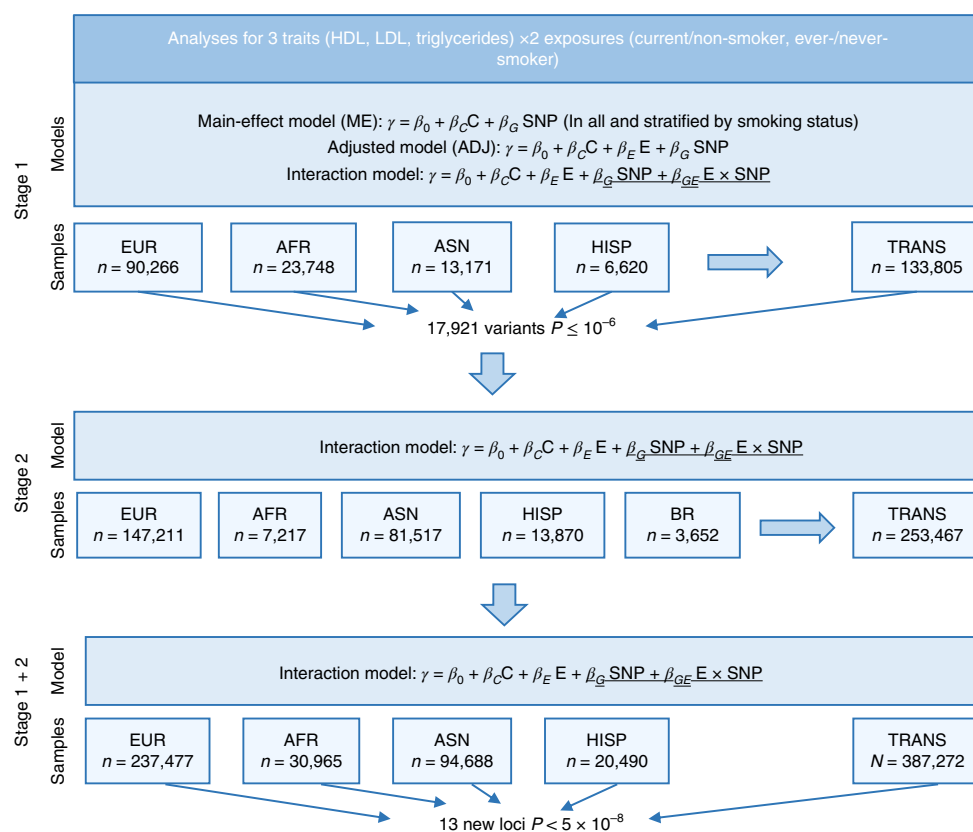 Analyses for 3 traits (HDL, LDL, triglycerides) ×2 exposures (current/non-smoker, ever-/never-
smoker)
Stage 1
Models
Main-effect model (ME): γ = β0 + βCC + βG SNP (In all and stratified by smoking status)
Adjusted model (ADJ): γ = β0 + βCC + βE E + βG SNP
Interaction model: γ = β0 + βCC + βE E + βG SNP + βGE E × SNP
Samples
EUR
n = 90,266
AFR
n = 23,748
ASN
n = 13,171
HISP
n = 6,620
TRANS
n = 133,805
17,921 variants P ≤ 10⁻⁶
Stage 2
Model
Interaction model: γ = β0 + βCC + βE E + βG SNP + βGE E × SNP
Samples
EUR
n = 147,211
AFR
n = 7,217
ASN
n = 81,517
HISP
n = 13,870
BR
n = 3,652
TRANS
n = 253,467
Stage 1 + 2
Model
Interaction model: γ = β0 + βCC + βE E + βG SNP + βGE E × SNP
Samples
EUR
n = 237,477
AFR
n = 30,965
ASN
n = 94,688
HISP
n = 20,490
TRANS
N = 387,272
13 new loci P < 5 × 10⁻⁸